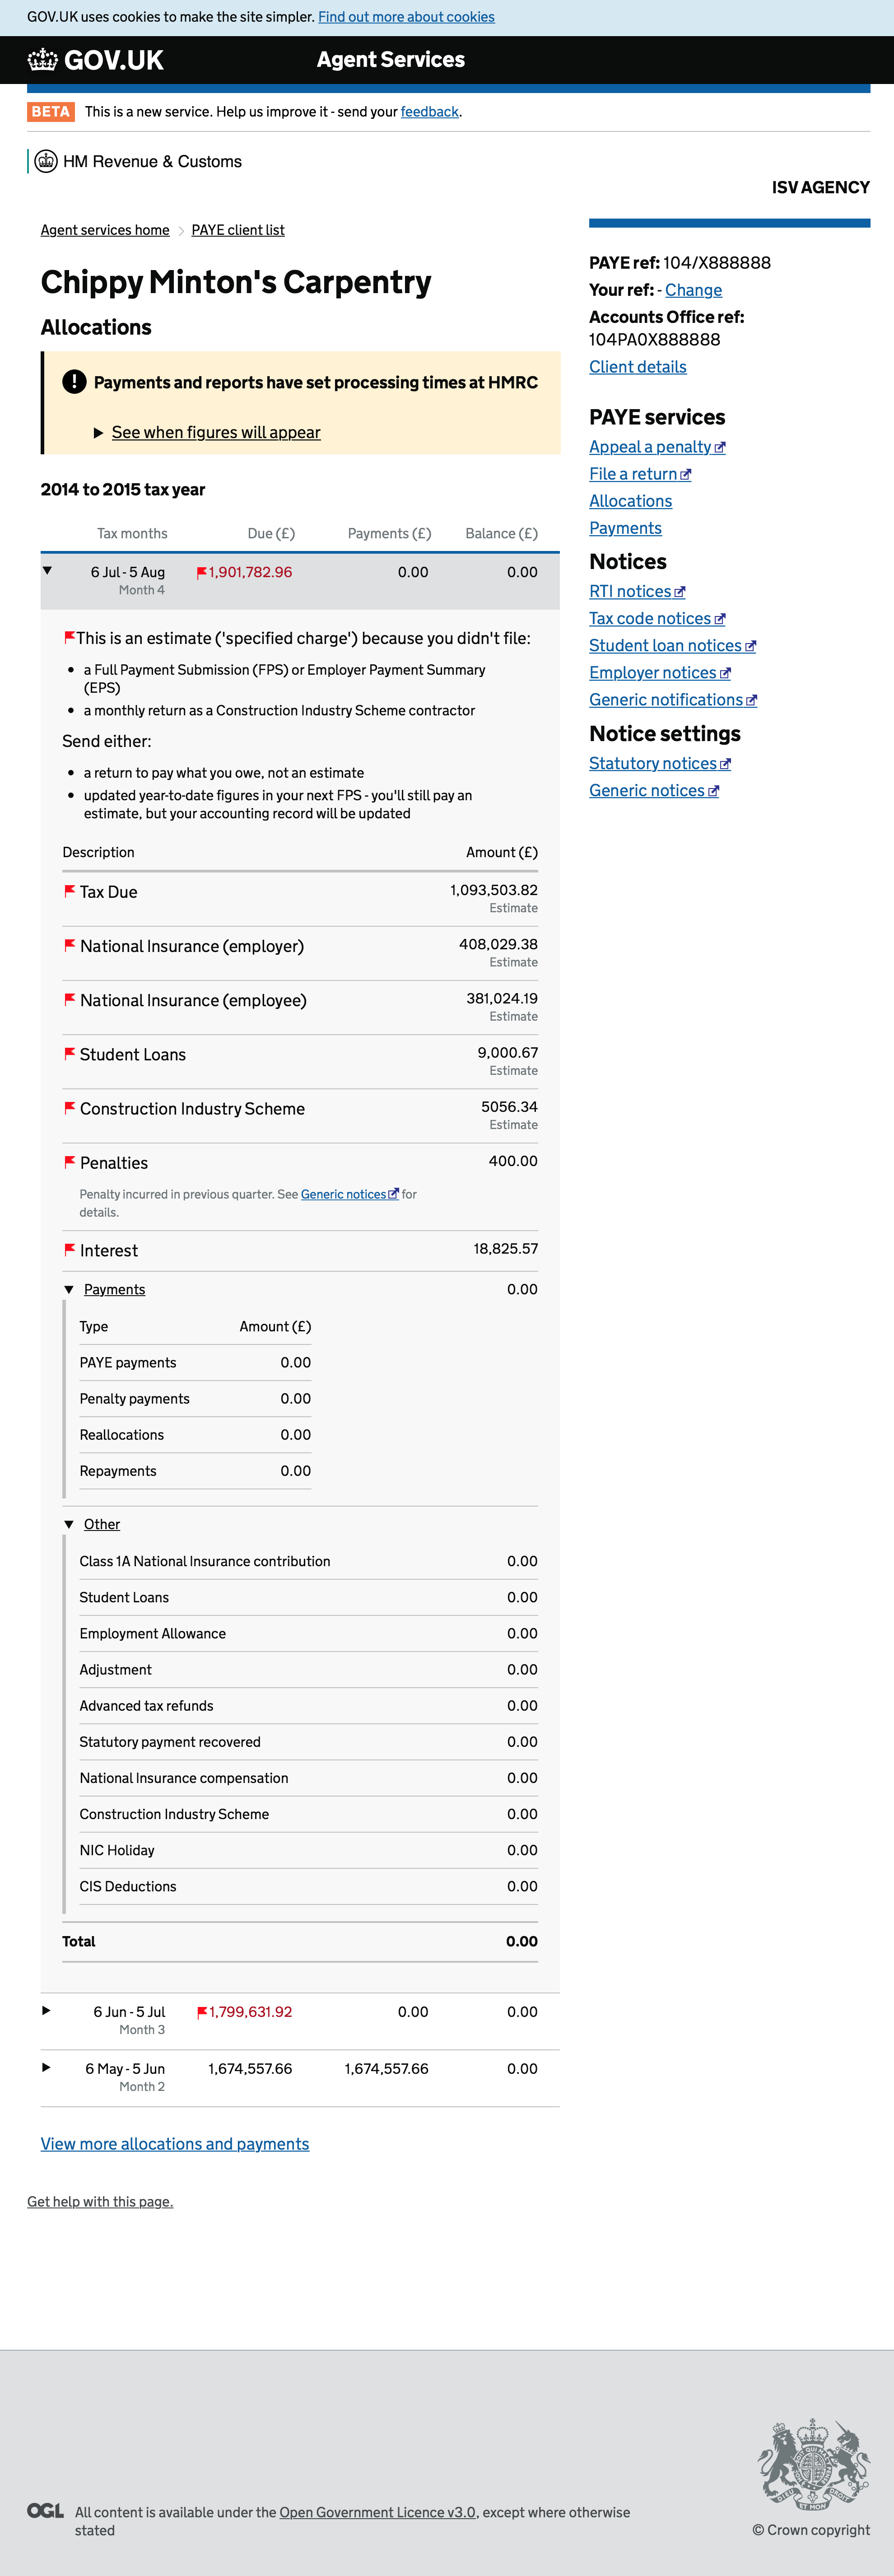 GOV.UK uses cookies to make the site simpler. Find out more about cookies
GOV.UK
Agent Services
BETA This is a new service. Help us improve it - send your feedback.
HM Revenue & Customs
ISV AGENCY
Agent services home PAYE client list
Chippy Minton's Carpentry
Allocations
! Payments and reports have set processing times at HMRC
See when figures will appear
2014 to 2015 tax year
Tax months Due (£) Payments (£) Balance (£)
6 Jul - 5 Aug 1,901,782.96 0.00 0.00
Month 4
This is an estimate ('specified charge') because you didn't file:
• a Full Payment Submission (FPS) or Employer Payment Summary
(EPS)
• a monthly return as a Construction Industry Scheme contractor
Send either:
• a return to pay what you owe, not an estimate
• updated year-to-date figures in your next FPS - you'll still pay an
estimate, but your accounting record will be updated
Description Amount (£)
Tax Due 1,093,503.82
Estimate
National Insurance (employer) 408,029.38
Estimate
National Insurance (employee) 381,024.19
Estimate
Student Loans 9,000.67
Estimate
Construction Industry Scheme 5056.34
Estimate
Penalties 400.00
Penalty incurred in previous quarter. See Generic notices for
details.
Interest 18,825.57
Payments 0.00
Type Amount (£)
PAYE payments 0.00
Penalty payments 0.00
Reallocations 0.00
Repayments 0.00
Other
Class 1A National Insurance contribution 0.00
Student Loans 0.00
Employment Allowance 0.00
Adjustment 0.00
Advanced tax refunds 0.00
Statutory payment recovered 0.00
National Insurance compensation 0.00
Construction Industry Scheme 0.00
NIC Holiday 0.00
CIS Deductions 0.00
Total 0.00
6 Jun - 5 Jul 1,799,631.92 0.00 0.00
Month 3
6 May - 5 Jun 1,674,557.66 1,674,557.66 0.00
Month 2
View more allocations and payments
PAYE ref: 104/X888888
Your ref: - Change
Accounts Office ref:
104PA0X888888
Client details
PAYE services
Appeal a penalty
File a return
Allocations
Payments
Notices
RTI notices
Tax code notices
Student loan notices
Employer notices
Generic notifications
Notice settings
Statutory notices
Generic notices
Get help with this page.
OGL All content is available under the Open Government Licence v3.0, except where otherwise
stated
© Crown copyright